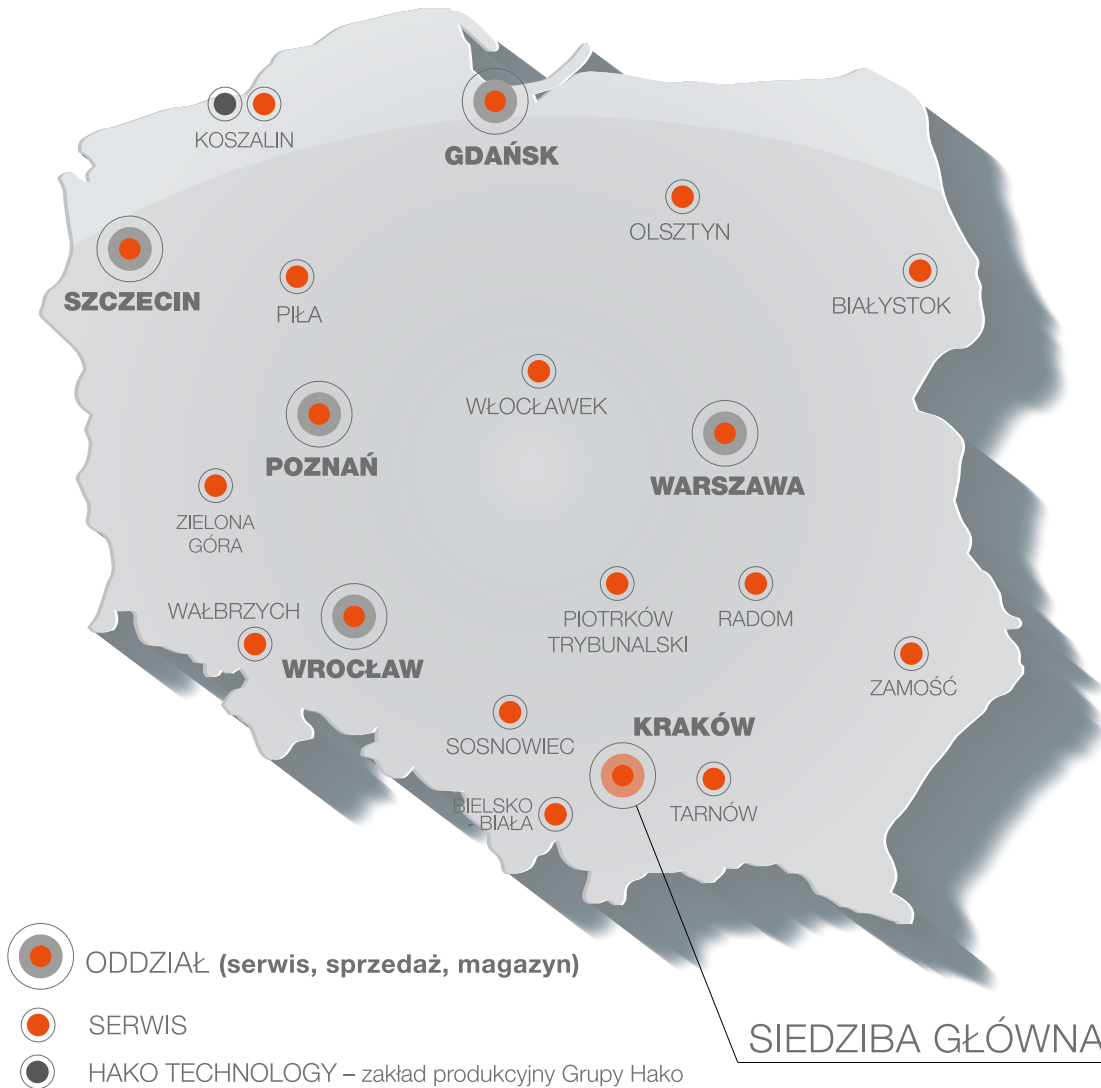 KOSZALIN
GDAŃSK
OLSZTYN
SZCZECIN
PIŁA
BIAŁYSTOK
WŁOCŁAWEK
POZNAŃ
WARSZAWA
ZIELONA
GÓRA
WAŁBRZYCH
WROCŁAW
PIOTRKÓW
TRYBUNALSKI
RADOM
ZAMOŚĆ
SOSNOWIEC
KRAKÓW
BIELSKO
- BIAŁA
TARNÓW
ODDZIAŁ (serwis, sprzedaż, magazyn)
SERWIS
SIEDZIBA GŁÓWNA
HAKO TECHNOLOGY – zakład produkcyjny Grupy Hako